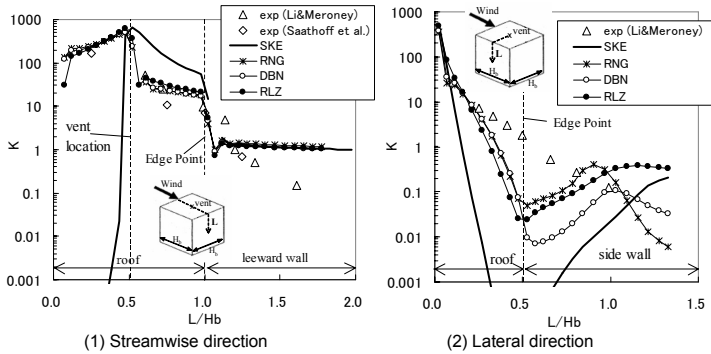 1000
100
10
1
0.1
0.01
0.001
K
exp (Li&Meroney)
exp (Saathoff et al.)
SKE
RNG
DBN
RLZ
vent
location
Edge Point
Wind
vent
L
Hb
Hb
roof
leeward wall
0.0
0.5
1.0
1.5
2.0
L/Hb
(1) Streamwise direction
1000
100
10
1
0.1
0.01
0.001
K
Wind
vent
L
Hb
Hb
exp (Li&Meroney)
SKE
RNG
DBN
RLZ
Edge Point
roof
side wall
0.0
0.5
1.0
1.5
L/Hb
(2) Lateral direction